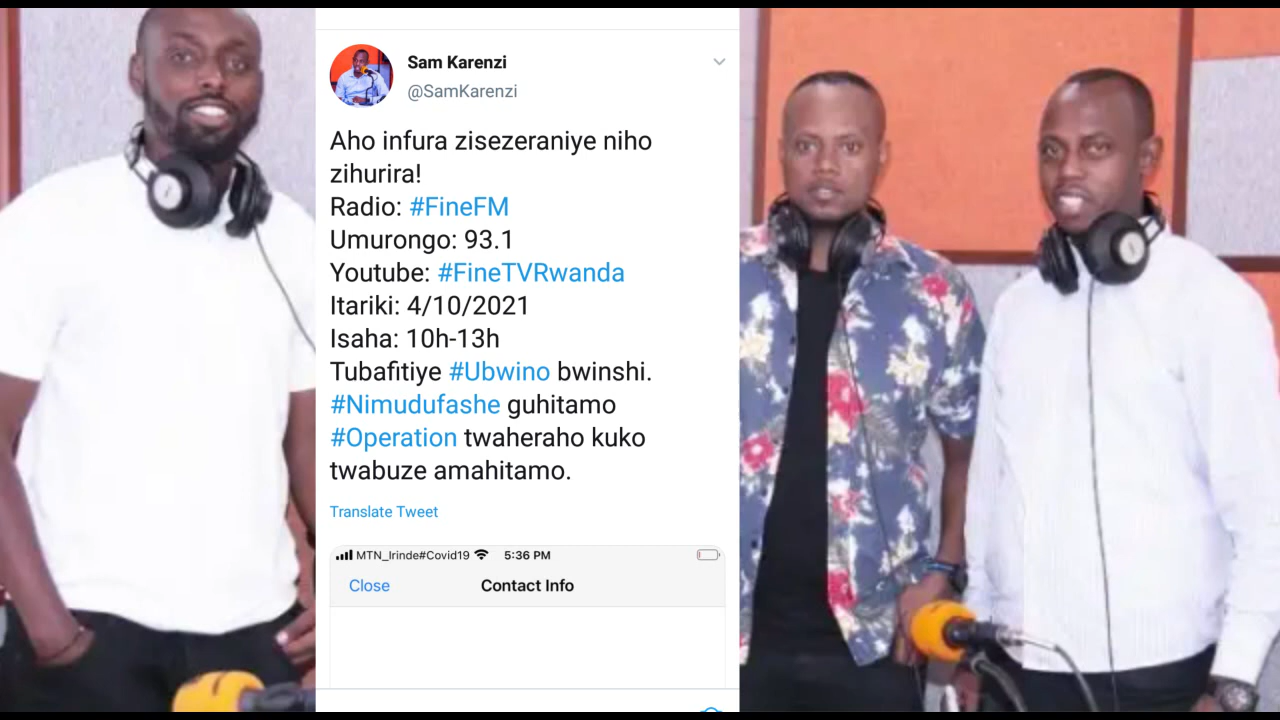 Sam Karenzi
@SamKarenzi
Aho infura zisezeraniye niho
zihurira!
Radio: #FineFM
Umurongo: 93.1
Youtube: #FineTVRwanda
Itariki: 4/10/2021
Isaha: 10h-13h
Tubafitiye #Ubwino bwinshi.
#Nimudufashe guhitamo
#Operation twaheraho kuko
twabuze amahitamo.
Translate Tweet
MTN_Irinde#Covid19 5:36 PM
Close Contact Info